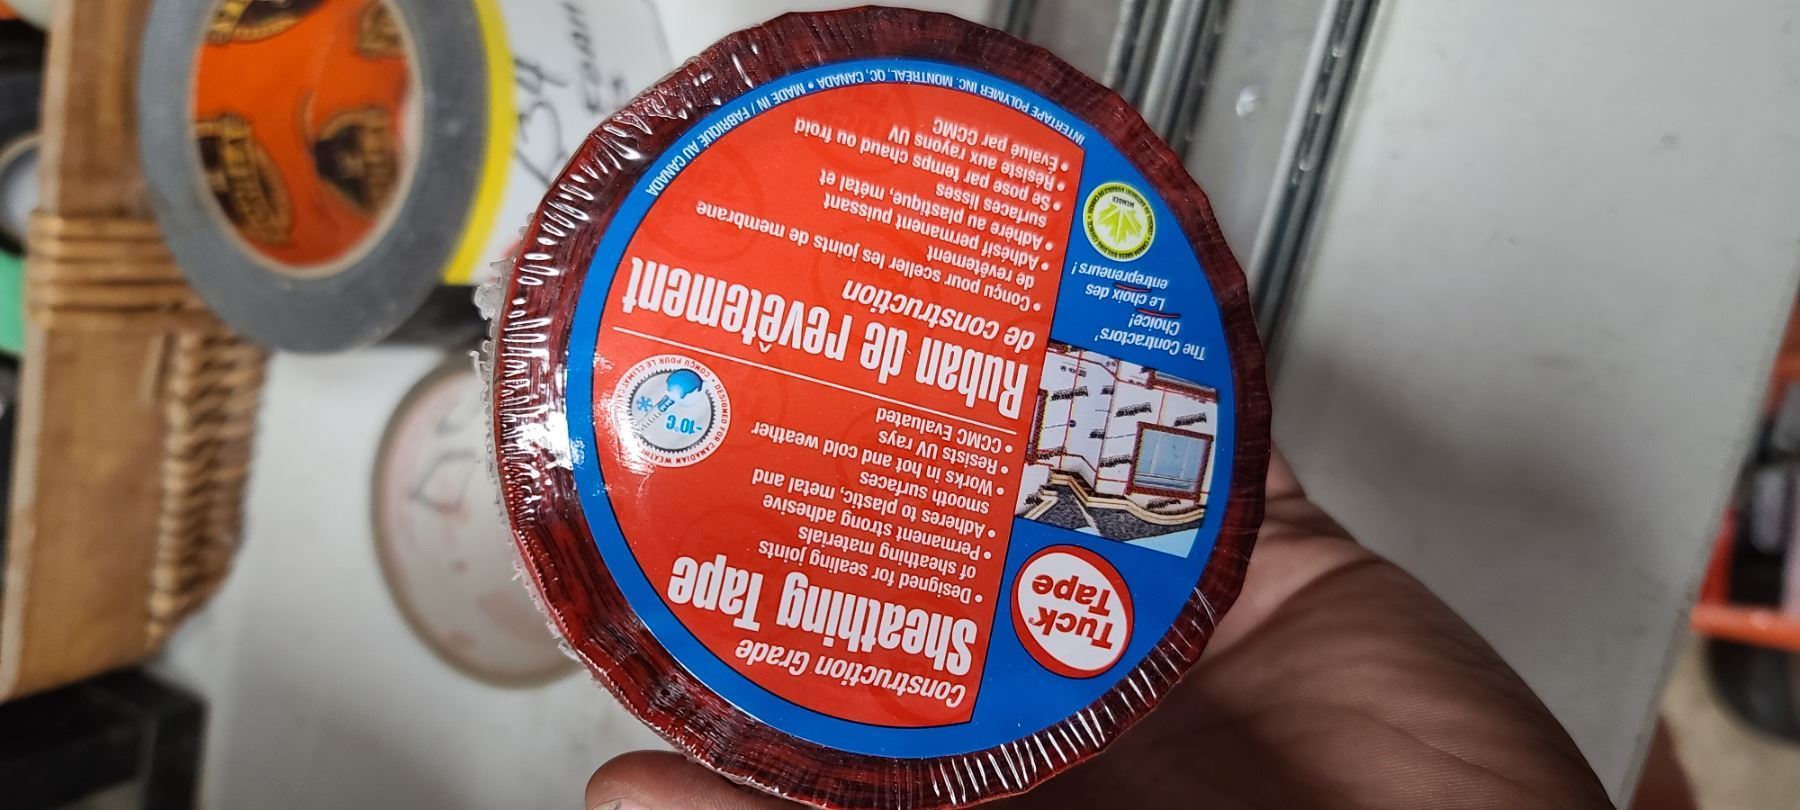 Tuck®
Tape
Construction Grade
Sheathing Tape
• Designed for sealing joints
of sheathing materials
• Permanent strong adhesive
• Adheres to plastic, metal and
smooth surfaces
• Works in hot and cold weather
• Resists UV rays
• CCMC Evaluated
-10°C
Ruban de revêtement
de construction
• Conçu pour sceller les joints de membrane
de revêtement
• Adhésif permanent puissant
• Adhère au plastique, métal et
surfaces lisses
• Se pose par temps chaud ou froid
• Résiste aux rayons UV
• Évalué par CCMC
The Contractors'
Choice!
Le choix des
entrepreneurs !
MEMBER
INTERTAPE POLYMER INC. MONTRÉAL, QC, CANADA • MADE IN / FABRIQUÉ AU CANADA
GORILLA